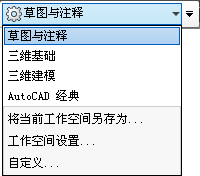 草图与注释
草图与注释
三维基础
三维建模
AutoCAD 经典
将当前工作空间另存为...
工作空间设置...
自定义...